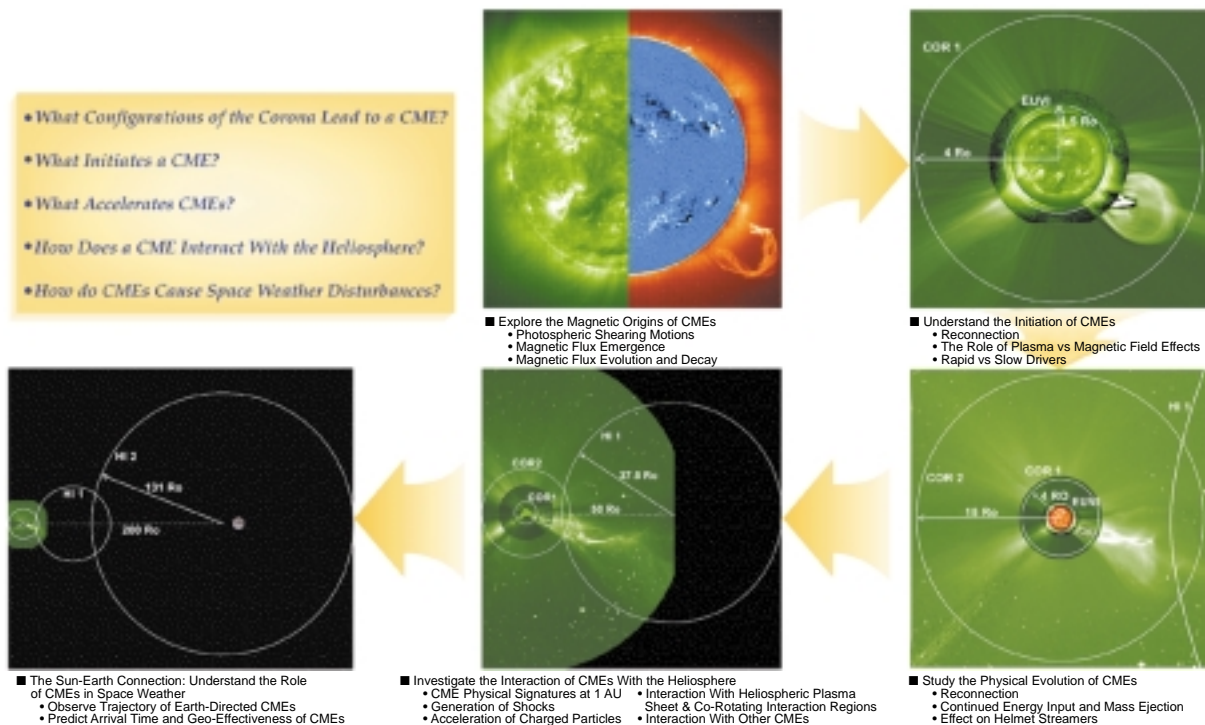 • What Configurations of the Corona Lead to a CME?
• What Initiates a CME?
• What Accelerates CMEs?
• How Does a CME Interact With the Heliosphere?
• How do CMEs Cause Space Weather Disturbances?
■ Explore the Magnetic Origins of CMEs
• Photospheric Shearing Motions
• Magnetic Flux Emergence
• Magnetic Flux Evolution and Decay
COR 1
EUVI
1.5 Ro
4 Ro
■ Understand the Initiation of CMEs
• Reconnection
• The Role of Plasma vs Magnetic Field Effects
• Rapid vs Slow Drivers
HI 1
COR 2
COR 1
4 RO
EUVI
15 Ro
■ Study the Physical Evolution of CMEs
• Reconnection
• Continued Energy Input and Mass Ejection
• Effect on Helmet Streamers
HI 1
COR2
COR1
37.5 Ro
50 Ro
■ Investigate the Interaction of CMEs With the Heliosphere
• CME Physical Signatures at 1 AU
• Generation of Shocks
• Acceleration of Charged Particles
• Interaction With Heliospheric Plasma
Sheet & Co-Rotating Interaction Regions
• Interaction With Other CMEs
HI 2
HI 1
131 Ro
200 Ro
■ The Sun-Earth Connection: Understand the Role
of CMEs in Space Weather
• Observe Trajectory of Earth-Directed CMEs
• Predict Arrival Time and Geo-Effectiveness of CMEs